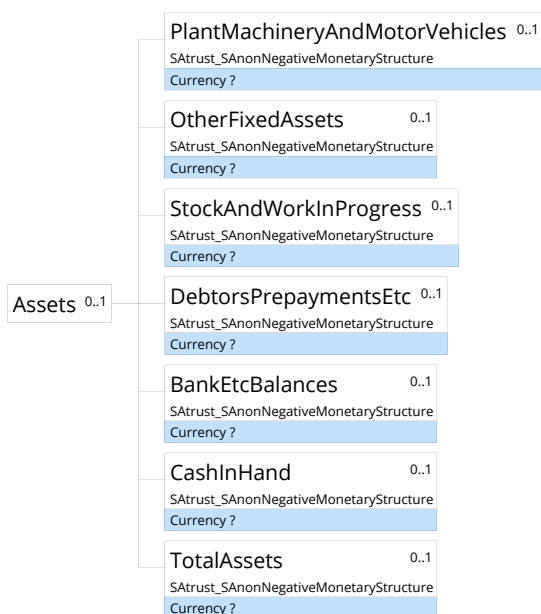 PlantMachineryAndMotorVehicles 0..1
SAtrust_SAnonNegativeMonetaryStructure
Currency ?
OtherFixedAssets 0..1
SAtrust_SAnonNegativeMonetaryStructure
Currency ?
StockAndWorkInProgress 0..1
SAtrust_SAnonNegativeMonetaryStructure
Currency ?
Assets 0..1
DebtorsPrepaymentsEtc 0..1
SAtrust_SAnonNegativeMonetaryStructure
Currency ?
BankEtcBalances 0..1
SAtrust_SAnonNegativeMonetaryStructure
Currency ?
CashInHand 0..1
SAtrust_SAnonNegativeMonetaryStructure
Currency ?
TotalAssets 0..1
SAtrust_SAnonNegativeMonetaryStructure
Currency ?